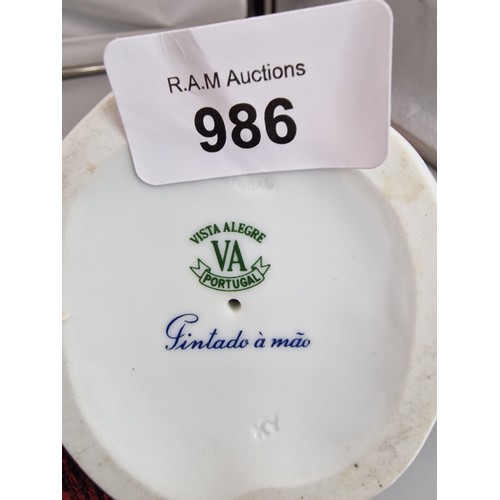 R.A.M Auctions
986
VISTA ALEGRE
VA
PORTUGAL
Pintado à mão